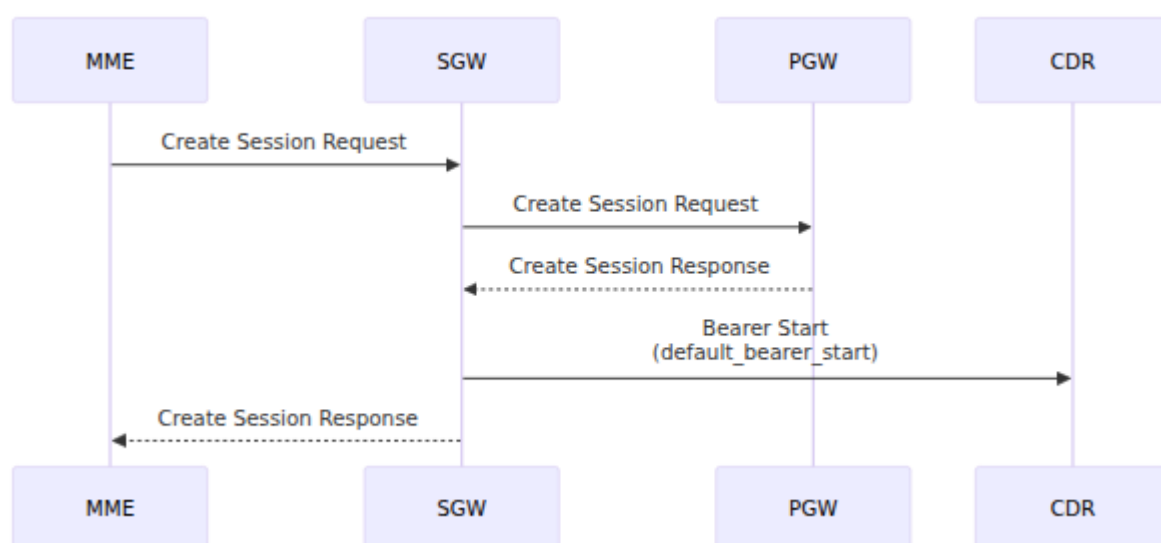 MME
SGW
PGW
CDR
Create Session Request
Create Session Request
Create Session Response
Bearer Start
(default_bearer_start)
Create Session Response
MME
SGW
PGW
CDR